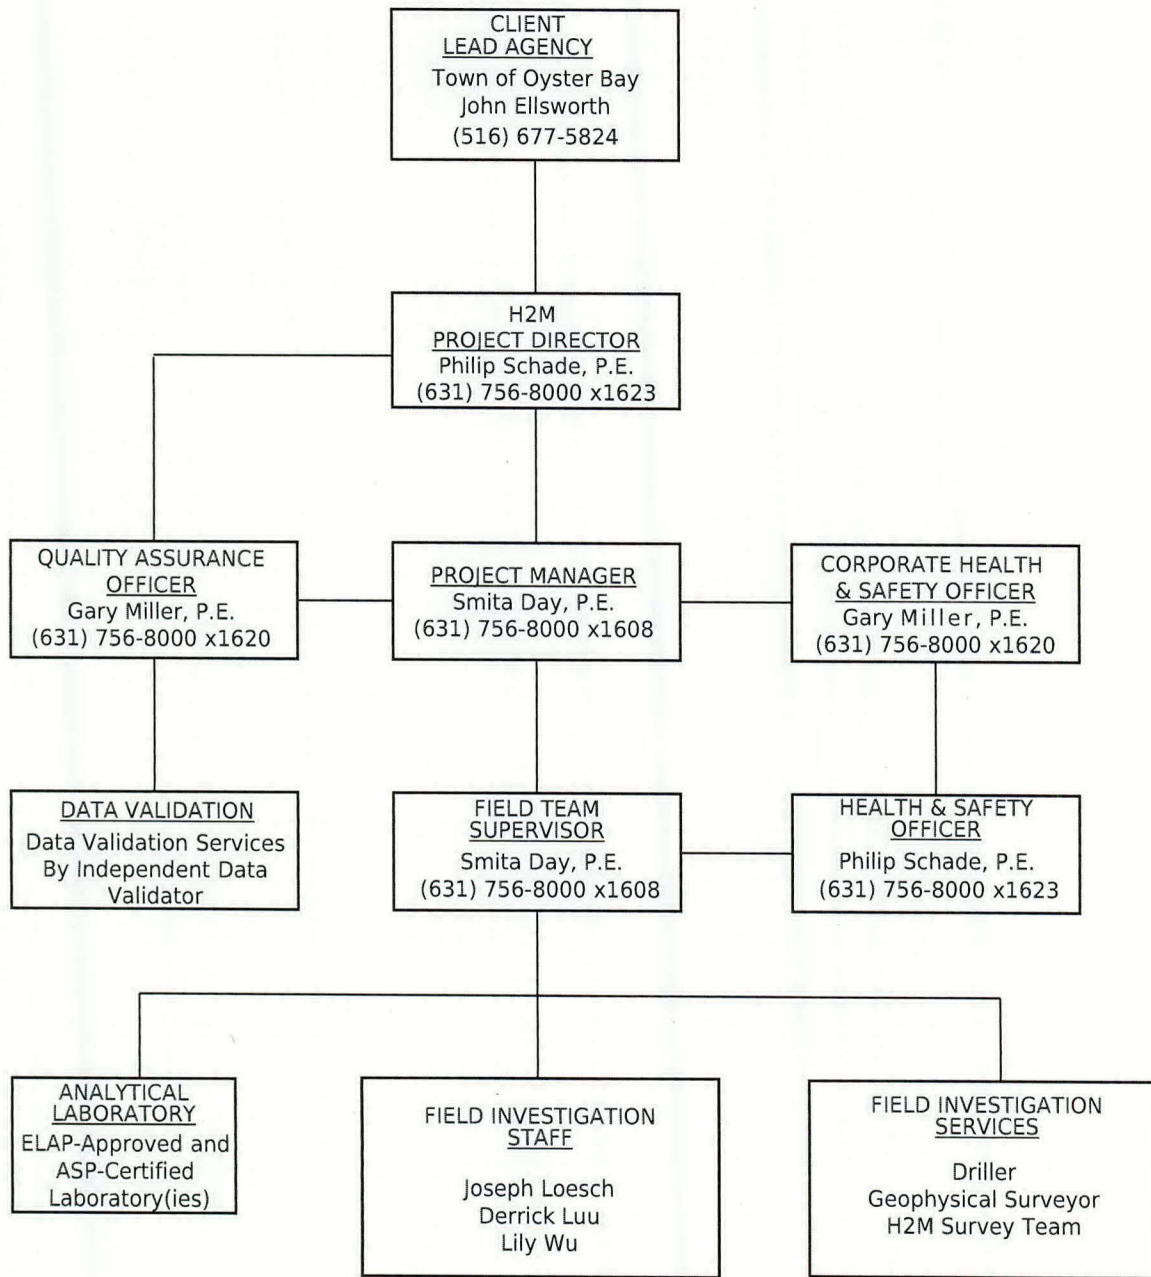 CLIENT
LEAD AGENCY
Town of Oyster Bay
John Ellsworth
(516) 677-5824
H2M
PROJECT DIRECTOR
Philip Schade, P.E.
(631) 756-8000 x1623
QUALITY ASSURANCE
OFFICER
Gary Miller, P.E.
(631) 756-8000 x1620
PROJECT MANAGER
Smita Day, P.E.
(631) 756-8000 x1608
CORPORATE HEALTH
& SAFETY OFFICER
Gary Miller, P.E.
(631) 756-8000 x1620
DATA VALIDATION
Data Validation Services
By Independent Data
Validator
FIELD TEAM
SUPERVISOR
Smita Day, P.E.
(631) 756-8000 x1608
HEALTH & SAFETY
OFFICER
Philip Schade, P.E.
(631) 756-8000 x1623
ANALYTICAL
LABORATORY
ELAP-Approved and
ASP-Certified
Laboratory(ies)
FIELD INVESTIGATION
STAFF
Joseph Loesch
Derrick Luu
Lily Wu
FIELD INVESTIGATION
SERVICES
Driller
Geophysical Surveyor
H2M Survey Team